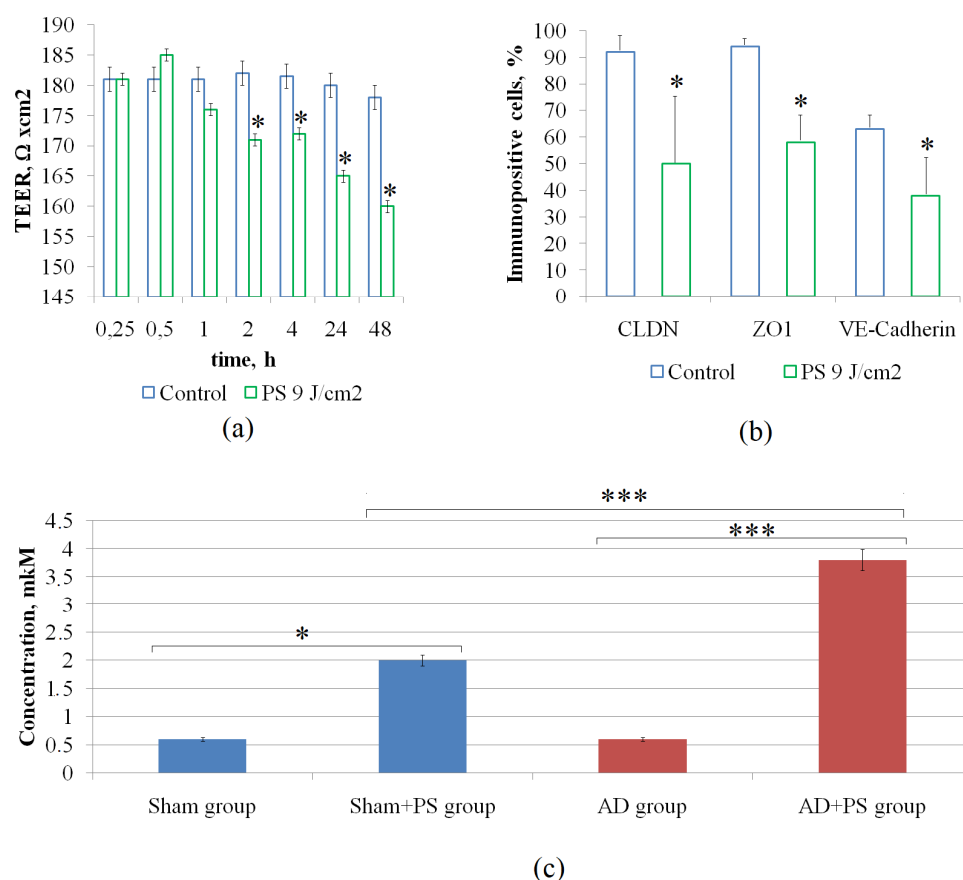 190
185
180
175
170
165
160
155
150
145
TEER, Ω xcm2
* * * *
0,25 0,5 1 2 4 24 48
time, h
Control PS 9 J/cm2
(a)
100
90
80
70
60
50
40
30
20
10
0
Immunopositive cells, %
* * *
CLDN ZO1 VE-Cadherin
Control PS 9 J/cm2
(b)
***
***
*
4.5
4
3.5
3
2.5
2
1.5
1
0.5
0
Concentration, mkM
Sham group Sham+PS group AD group AD+PS group
(c)